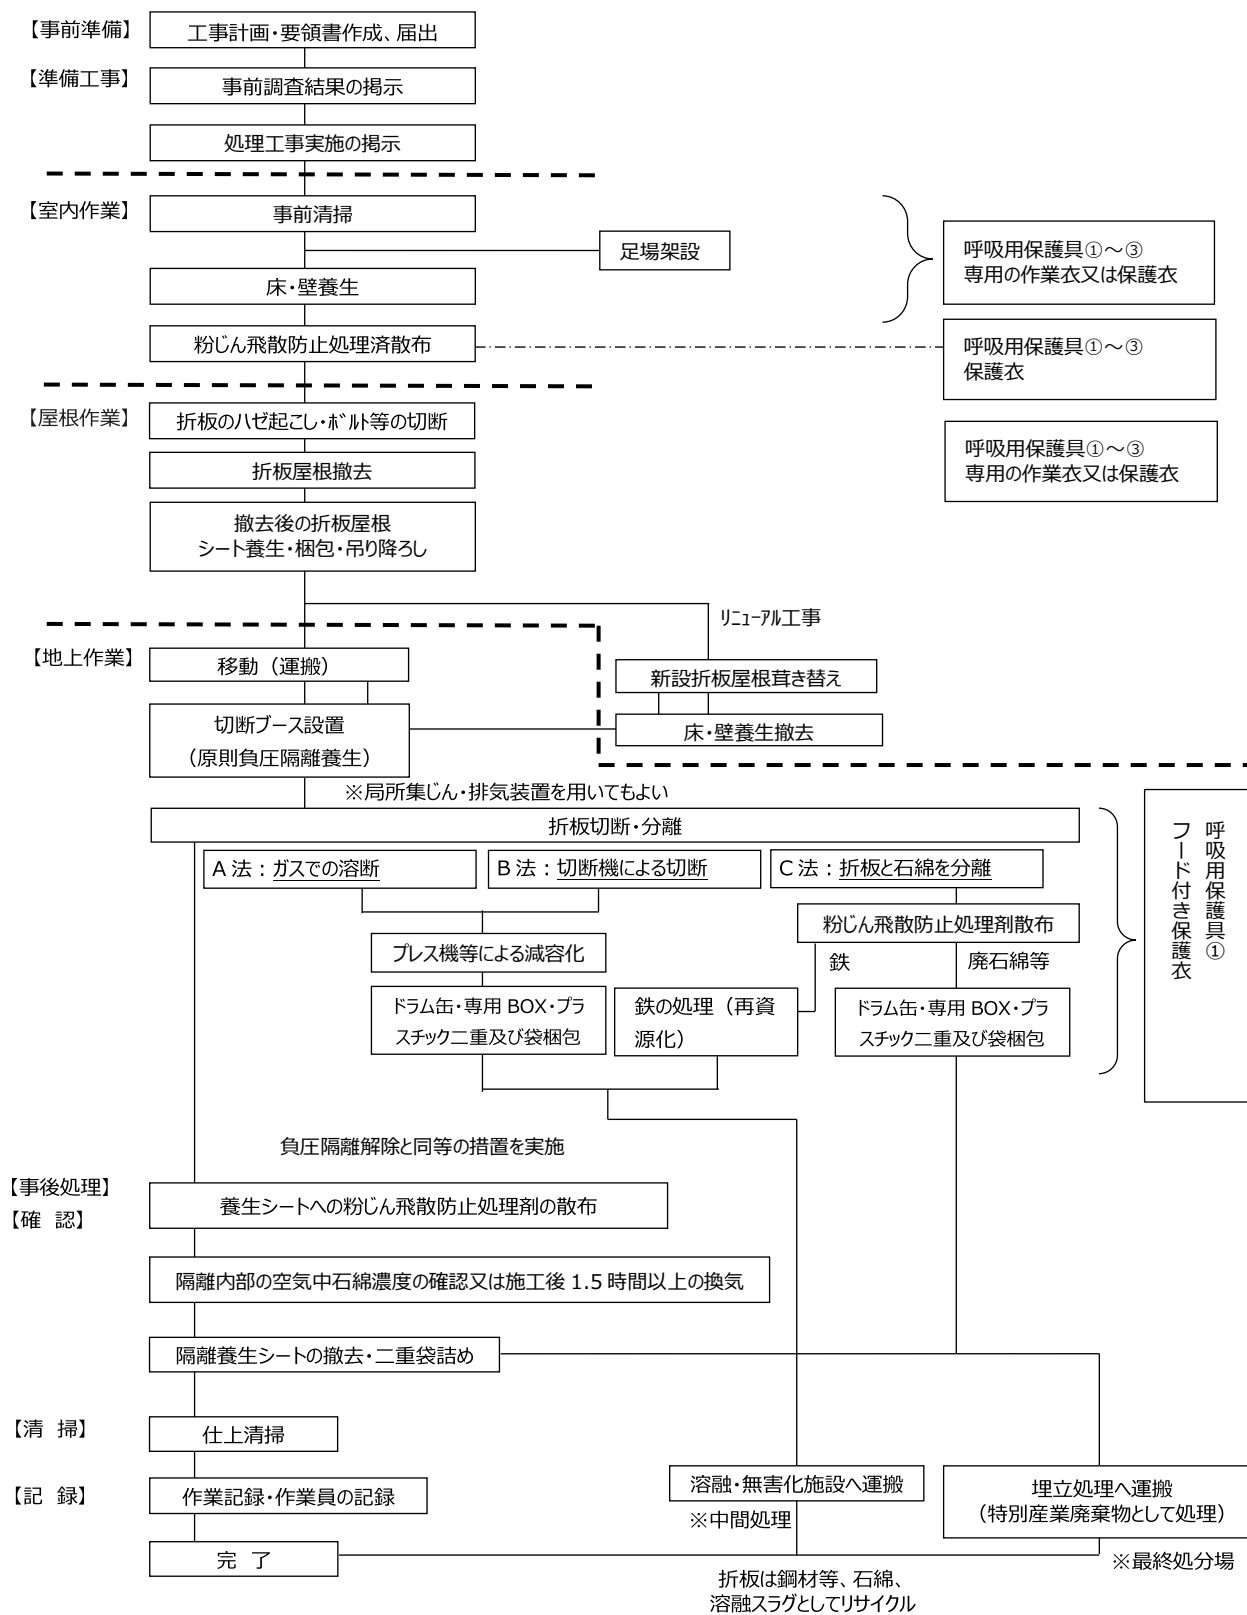 【事前準備】
工事計画・要領書作成、届出
【準備工事】
事前調査結果の掲示
処理工事実施の掲示
【室内作業】
事前清掃
足場架設
呼吸用保護具①～③
専用の作業衣又は保護衣
床・壁養生
粉じん飛散防止処理済散布
呼吸用保護具①～③
保護衣
【屋根作業】
折板のハゼ起こし・ボルト等の切断
呼吸用保護具①～③
専用の作業衣又は保護衣
折板屋根撤去
撤去後の折板屋根
シート養生・梱包・吊り降ろし
リニューアル工事
【地上作業】
移動（運搬）
新設折板屋根葺き替え
切断ブース設置
（原則負圧隔離養生）
床・壁養生撤去
※局所集じん・排気装置を用いてもよい
折板切断・分離
呼吸用保護具①
フード付き保護衣
A 法：ガスでの溶断
B 法：切断機による切断
C 法：折板と石綿を分離
粉じん飛散防止処理剤散布
プレス機等による減容化
鉄
廃石綿等
ドラム缶・専用 BOX・プラ
スチック二重及び袋梱包
鉄の処理（再資
源化）
ドラム缶・専用 BOX・プラ
スチック二重及び袋梱包
負圧隔離解除と同等の措置を実施
【事後処理】
【確 認】
養生シートへの粉じん飛散防止処理剤の散布
隔離内部の空気中石綿濃度の確認又は施工後 1.5 時間以上の換気
隔離養生シートの撤去・二重袋詰め
【清 掃】
仕上清掃
【記 録】
作業記録・作業員の記録
溶融・無害化施設へ運搬
※中間処理
埋立処理へ運搬
（特別産業廃棄物として処理）
※最終処分場
完 了
折板は鋼材等、石綿、
溶融スラグとしてリサイクル